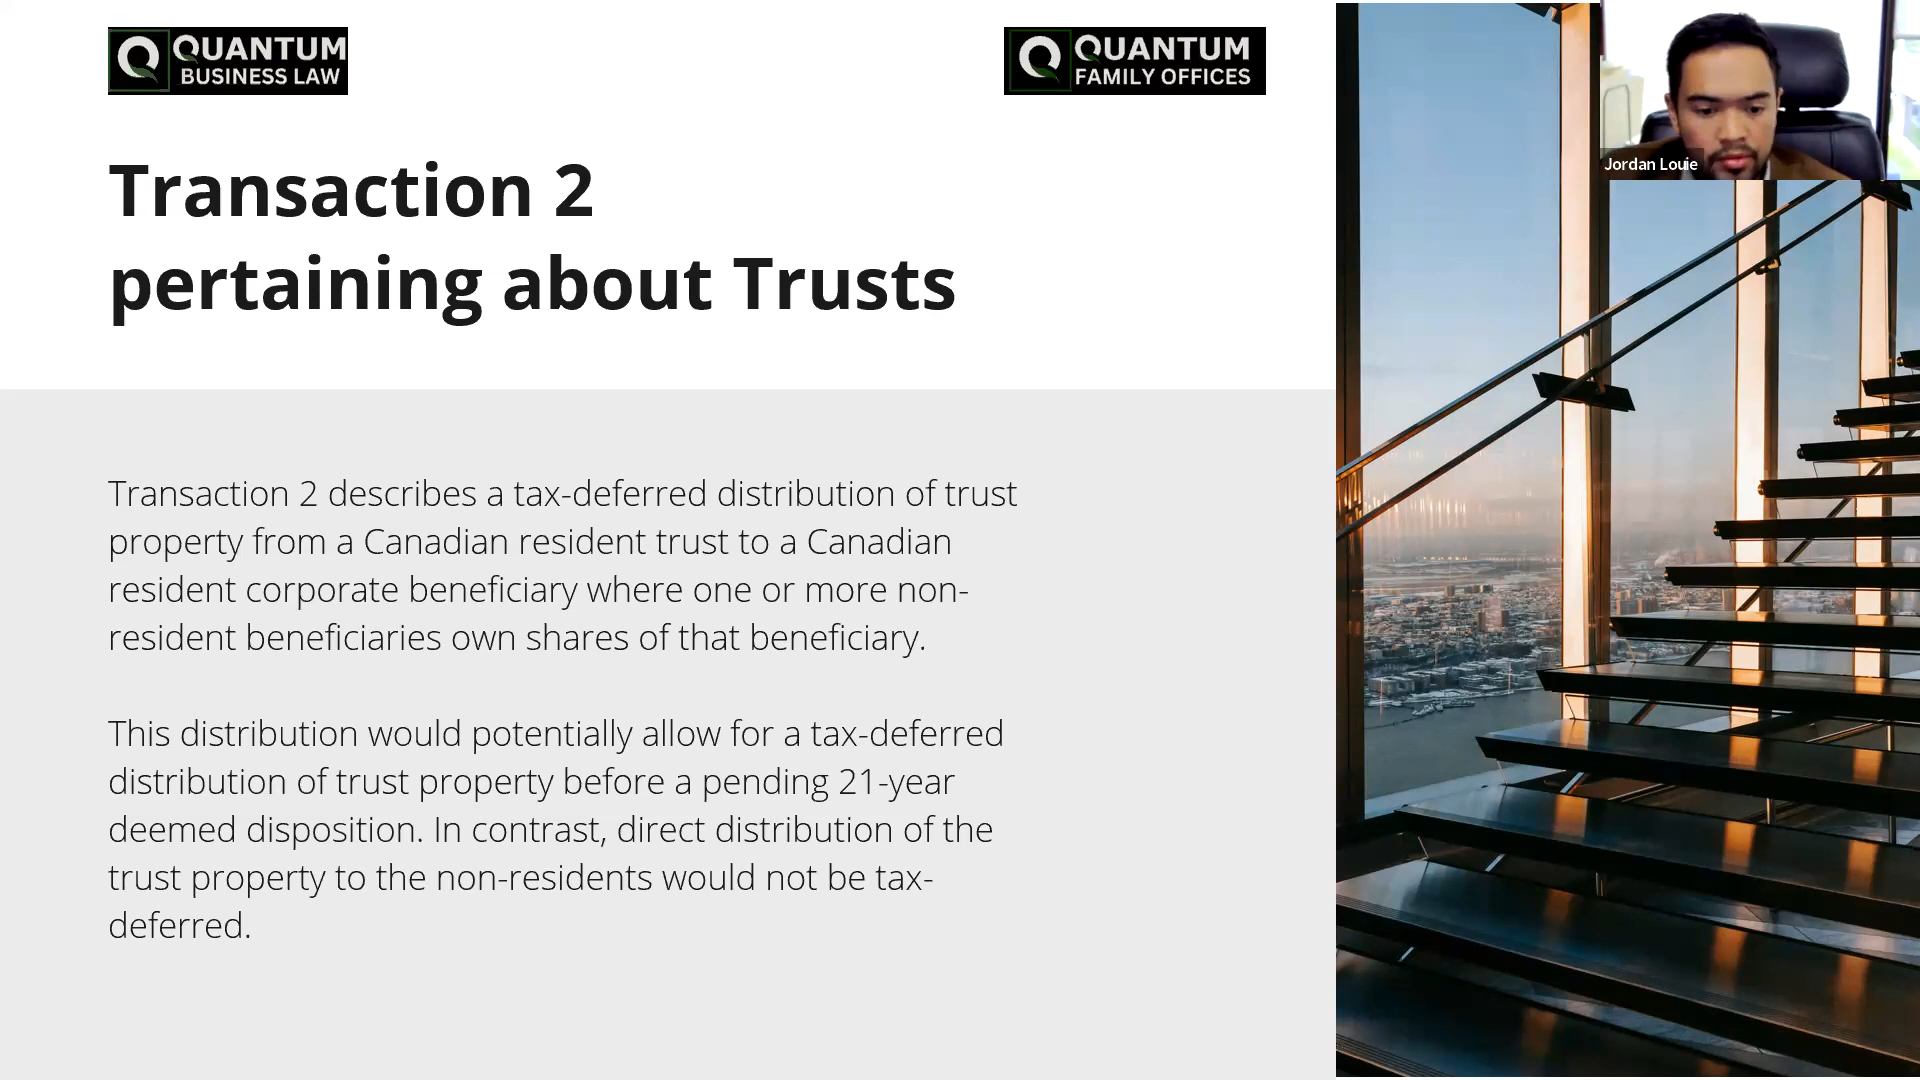 QUANTUM
BUSINESS LAW
QUANTUM
FAMILY OFFICES
Jordan Louie
Transaction 2
pertaining about Trusts
Transaction 2 describes a tax-deferred distribution of trust
property from a Canadian resident trust to a Canadian
resident corporate beneficiary where one or more non-
resident beneficiaries own shares of that beneficiary.
This distribution would potentially allow for a tax-deferred
distribution of trust property before a pending 21-year
deemed disposition. In contrast, direct distribution of the
trust property to the non-residents would not be tax-
deferred.